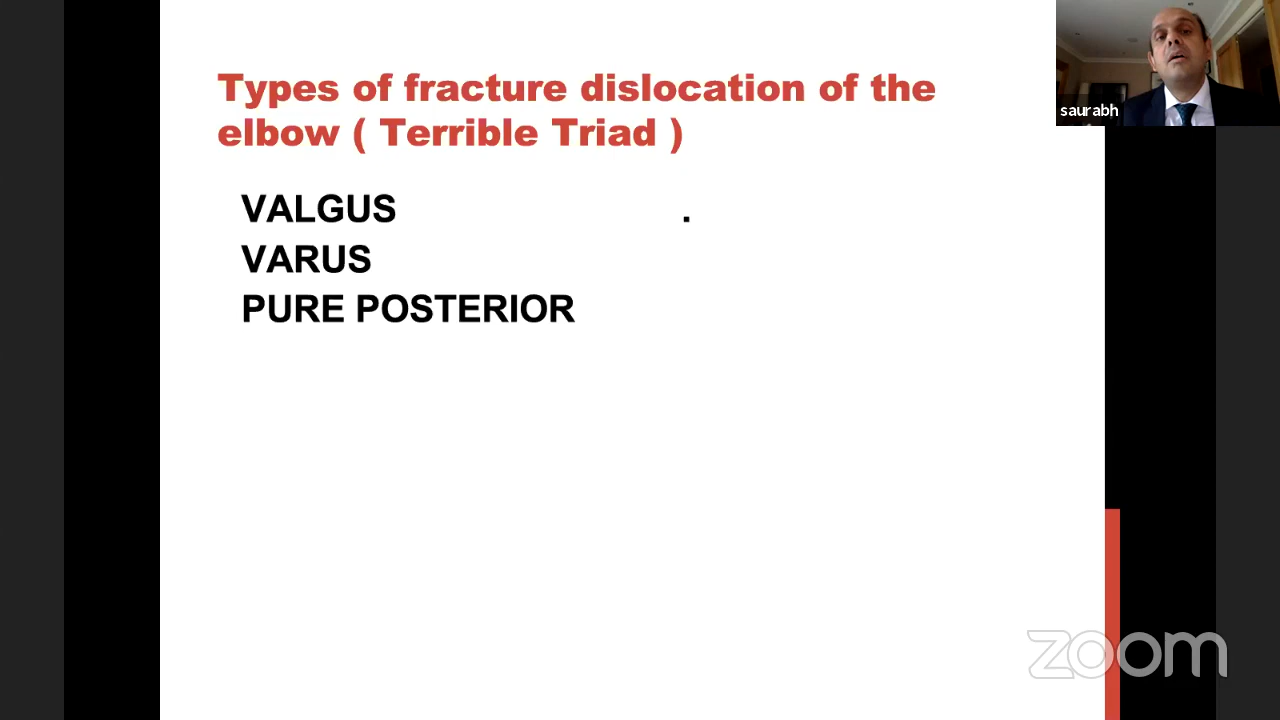 Types of fracture dislocation of the
elbow ( Terrible Triad )
VALGUS .
VARUS
PURE POSTERIOR
saurabh
zoom